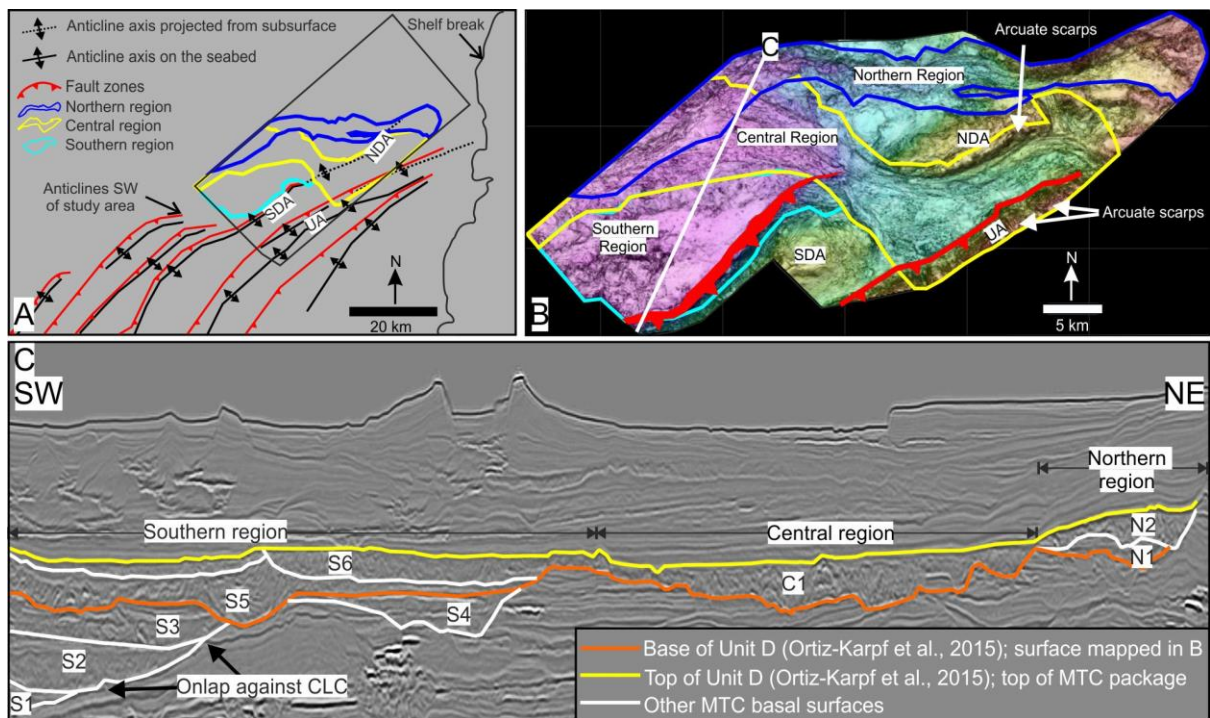 Anticline axis projected from subsurface
Shelf break
Anticline axis on the seabed
Fault zones
Northern region
Central region
Southern region
Anticlines SW
of study area
NDA
SDA
UA
N
20 km
A
C
Arcuate scarps
Northern Region
Central Region
NDA
Southern
Region
SDA
UA
Arcuate scarps
N
5 km
B
C
SW
NE
Northern
region
Southern region
Central region
N2
N1
S6
C1
S5
S4
S3
S2
S1
Onlap against CLC
Base of Unit D (Ortiz-Karpf et al., 2015); surface mapped in B
Top of Unit D (Ortiz-Karpf et al., 2015); top of MTC package
Other MTC basal surfaces